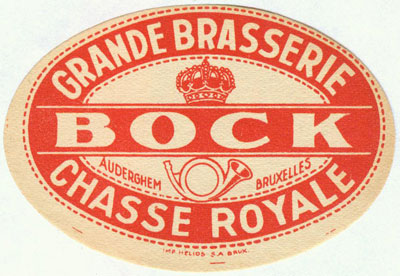 GRANDE BRASSERIE
BOCK
AUDERGHEM BRUXELLES
CHASSE ROYALE
IMP. HELIOS S.A. BRUX.